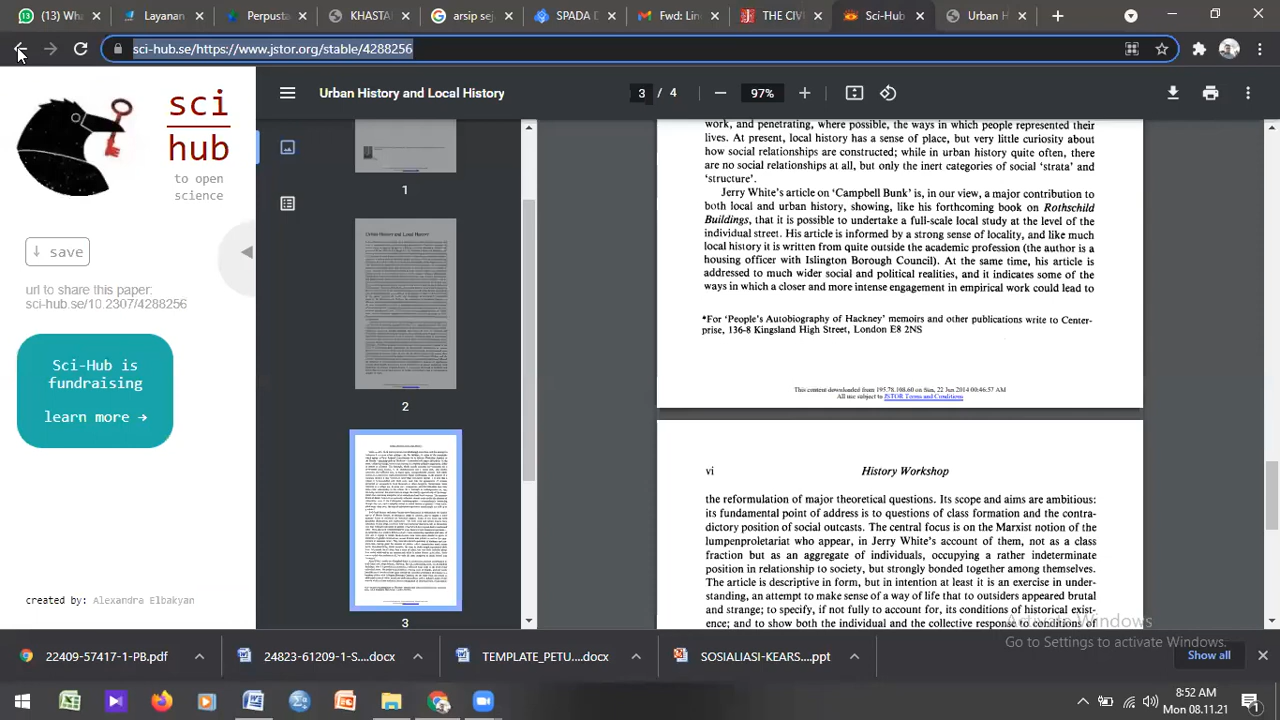 (13) W
SPADA D
Fwd: Lin
sci-hub.se/https://www.jstor.org/stable/4288256
sci
hub
to open
science
↓ save
url to share this paper:
sci-hub.se/10.2307/4288256
Sci-Hub is
fundraising
learn more →
created by: Alexandra Elbakyan
Urban History and Local History
3 / 4
97%
1
Urban History and Local History
2
3
work, and penetrating, where possible, the ways in which people represented their
lives. At present, local history has a sense of place, but very little curiosity about
how social relationships are constructed; while in urban history quite often, there
are no social relationships at all, but only the inert categories of social ‘strata’ and
‘structure’.
Jerry White’s article on ‘Campbell Bunk’ is, in our view, a major contribution to
both local and urban history, showing, like his forthcoming book on Rothschild
Buildings, that it is possible to undertake a full-scale local study at the level of the
individual street. His article is informed by a strong sense of locality, and like much
local history it is written from quite outside the academic profession (the author is a
housing officer with Islington Borough Council). At the same time, his article is
addressed to much wider social and political realities, and it indicates some of the
ways in which a closer and more intense engagement in empirical work could lead to
*For ‘People’s Autobiography of Hackney’ memoirs and other publications write to Center-
prise, 136-8 Kingsland High Street, London E8 2NS
This content downloaded from 195.78.108.60 on Sun, 22 Jun 2014 00:46:57 AM
All use subject to JSTOR Terms and Conditions
vi
History Workshop
the reformulation of major theoretical questions. Its scope and aims are ambitious:
its fundamental point of address is to questions of class formation and the contra-
dictory position of social outcasts. The central focus is on the Marxist notion of the
lumpenproletariat who appear, in Jerry White’s account of them, not as a class
fraction but as an aggregate of individuals, occupying a rather indeterminate
position in relationship to society, but strongly bonded together among themselves.
The article is descriptive in form, but in intention at least it is an exercise in under-
standing, an attempt to make sense of a way of life that to outsiders appeared brutal
and strange; to specify, if not fully to account for, its conditions of historical exist-
ence; and to show both the individual and the collective response to conditions of
Activate Windows
Go to Settings to activate Windows.
22409-57417-1-PB.pdf
24823-61209-1-S....doc
TEMPLATE_PETU....docx
SOSIALIASI-KEARS....ppt
Show all
8:52 AM
Mon 08.11.21
1